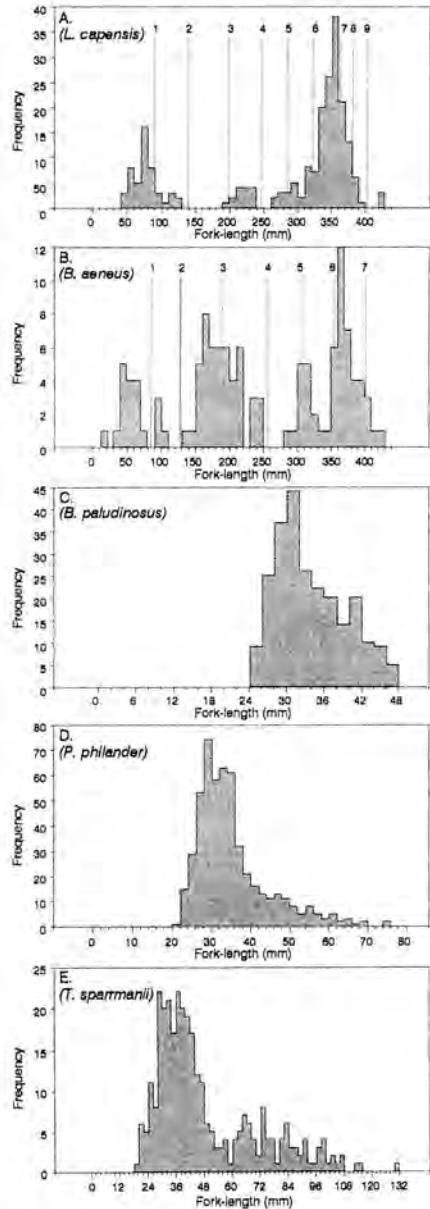 A.
(L. capensis)
1 2 3 4 5 6 7 8 9
40
35
30
25
20
15
10
50
0
Frequency
0 50 100 150 200 250 300 350 400
Fork-length (mm)
B.
(B. aeneus)
1 2 3 4 5 6 7
12
10
8
6
4
2
0
Frequency
0 50 100 150 200 250 300 350 400
Fork-length (mm)
C.
(B. paludinosus)
45
40
35
30
25
20
15
10
5
0
Frequency
0 6 12 18 24 30 36 42 48
Fork-length (mm)
D.
(P. philander)
80
70
60
50
40
30
20
10
0
Frequency
0 10 20 30 40 50 60 70 80
Fork-length (mm)
E.
(T. sparrmanii)
25
20
15
10
5
0
Frequency
0 12 24 36 48 60 72 84 96 108 116 132
Fork-length (mm)